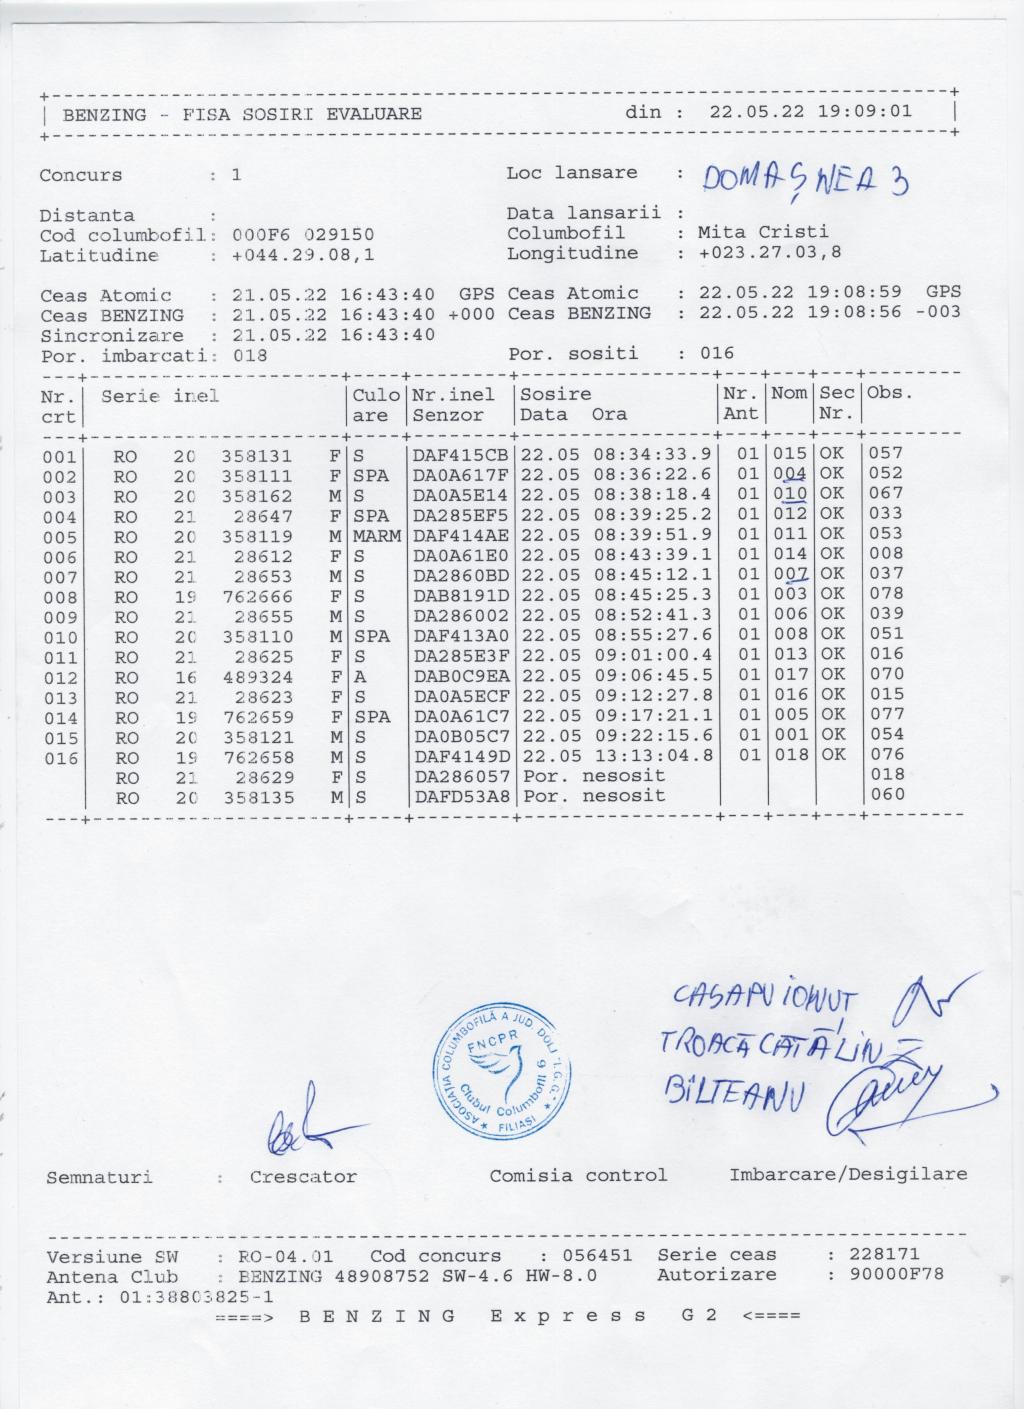 BENZING - FISA SOSIRI EVALUARE din : 22.05.22 19:09:01
Concurs : 1 Loc lansare : DOMAȘNEA 3
Distanta : Data lansarii :
Cod columbofil: 000F6 029150 Columbofil : Mita Cristi
Latitudine : +044.29.08,1 Longitudine : +023.27.03,8
Ceas Atomic : 21.05.22 16:43:40 GPS Ceas Atomic : 22.05.22 19:08:59 GPS
Ceas BENZING : 21.05.22 16:43:40 +000 Ceas BENZING : 22.05.22 19:08:56 -003
Sincronizare : 21.05.22 16:43:40
Por. imbarcati: 018 Por. sositi : 016
Nr. Serie inel Culo Nr.inel Sosire Nr. Nom Sec Obs.
crt are Senzor Data Ora Ant Nr.
001 RO 20 358131 F S DAF415CB 22.05 08:34:33.9 01 015 OK 057
002 RO 20 358111 F SPA DA0A617F 22.05 08:36:22.6 01 004 OK 052
003 RO 20 358162 M S DA0A5E14 22.05 08:38:18.4 01 010 OK 067
004 RO 21 28647 F SPA DA285EF5 22.05 08:39:25.2 01 012 OK 033
005 RO 20 358119 M MARM DAF414AE 22.05 08:39:51.9 01 011 OK 053
006 RO 21 28612 F S DA0A61E0 22.05 08:43:39.1 01 014 OK 008
007 RO 21 28653 M S DA2860BD 22.05 08:45:12.1 01 007 OK 037
008 RO 19 762666 F S DAB8191D 22.05 08:45:25.3 01 003 OK 078
009 RO 21 28655 M S DA286002 22.05 08:52:41.3 01 006 OK 039
010 RO 20 358110 M SPA DAF413A0 22.05 08:55:27.6 01 008 OK 051
011 RO 21 28625 F S DA285E3F 22.05 09:01:00.4 01 013 OK 016
012 RO 16 489324 F A DAB0C9EA 22.05 09:06:45.5 01 017 OK 070
013 RO 21 28623 F S DA0A5ECF 22.05 09:12:27.8 01 016 OK 015
014 RO 19 762659 F SPA DA0A61C7 22.05 09:17:21.1 01 005 OK 077
015 RO 20 358121 M S DA0B05C7 22.05 09:22:15.6 01 001 OK 054
016 RO 19 762658 M S DAF4149D 22.05 13:13:04.8 01 018 OK 076
RO 21 28629 F S DA286057 Por. nesosit 018
RO 20 358135 M S DAFD53A8 Por. nesosit 060
CASAPU IONUȚ
TROACĂ CĂTĂLIN
BÎLTEANU
ASOCIAȚIA COLUMBOFILĂ A JUD. DOLJ "I.G.G."
FNCPR
Clubul Columbofil 6
★ FILIAȘI ★
Semnaturi : Crescator Comisia control Imbarcare/Desigilare
Versiune SW : RO-04.01 Cod concurs : 056451 Serie ceas : 228171
Antena Club : BENZING 48908752 SW-4.6 HW-8.0 Autorizare : 90000F78
Ant.: 01:38803825-1
====> B E N Z I N G E x p r e s s G 2 <====